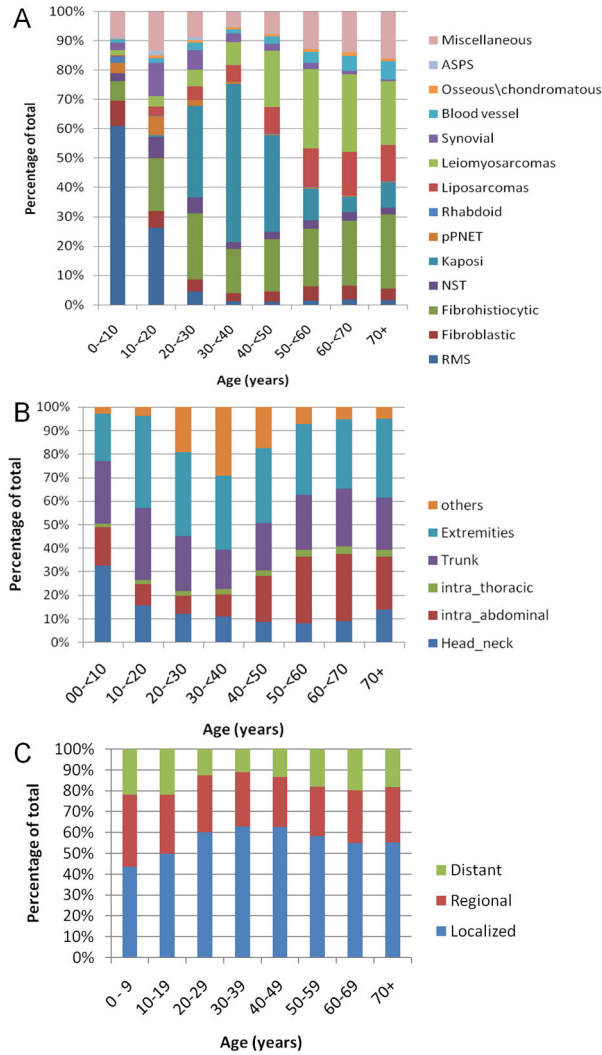 A
100%
90%
80%
70%
60%
50%
40%
30%
20%
10%
0%
Percentage of total
0-<10
10-<20
20-<30
30-<40
40-<50
50-<60
60-<70
70+
Age (years)
Miscellaneous
ASPS
Osseous\chondromatous
Blood vessel
Synovial
Leiomyosarcomas
Liposarcomas
Rhabdoid
pPNET
Kaposi
NST
Fibrohistiocytic
Fibroblastic
RMS
B
100%
90%
80%
70%
60%
50%
40%
30%
20%
10%
0%
Percentage of total
00-<10
10-<20
20-<30
30-<40
40-<50
50-<60
60-<70
70+
Age (years)
others
Extremities
Trunk
intra_thoracic
intra_abdominal
Head_neck
C
100%
90%
80%
70%
60%
50%
40%
30%
20%
10%
0%
Percentage of total
0 - 9
10-19
20-29
30-39
40-49
50-59
60-69
70+
Age (years)
Distant
Regional
Localized